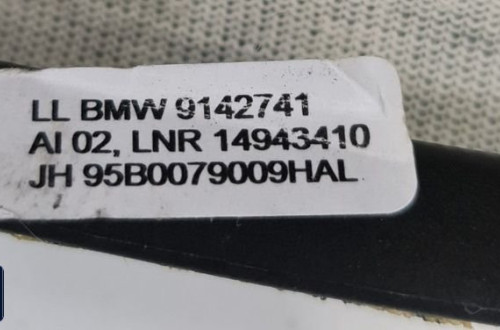 LL BMW 9142741
AI 02, LNR 14943410
JH 95B0079009HAL